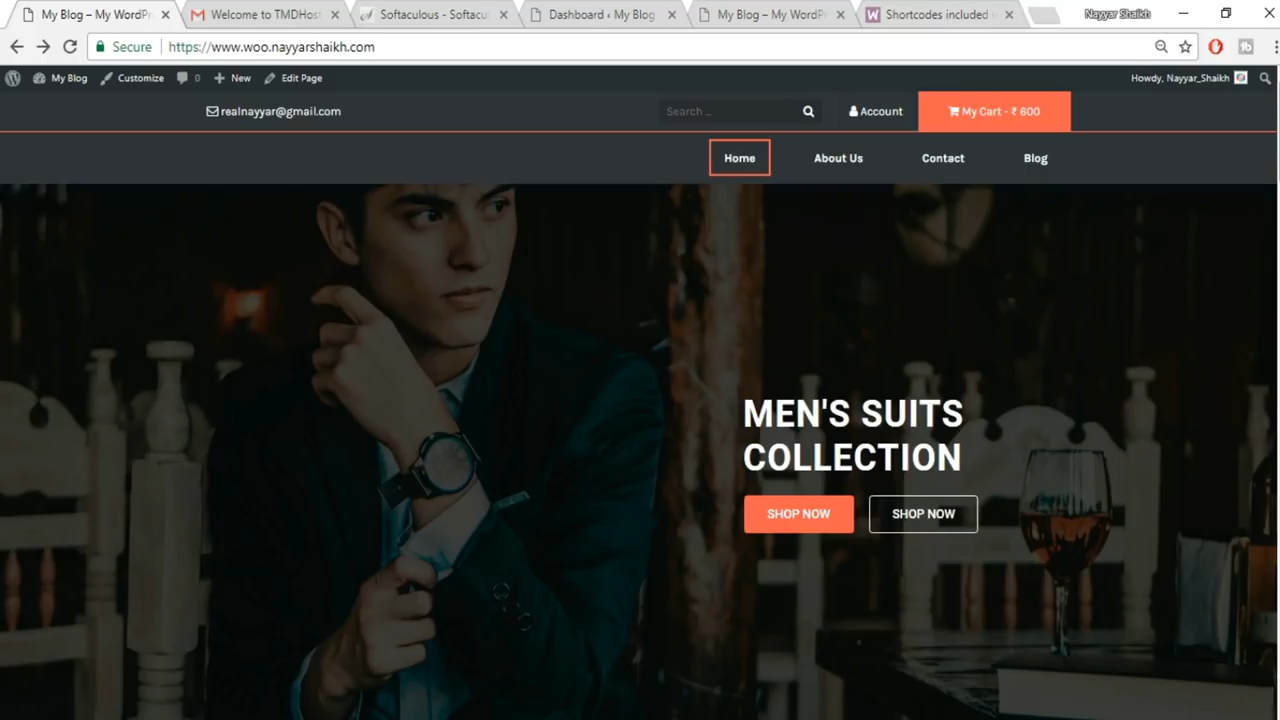 My Blog – My WordPr
Welcome to TMDHost
Softaculous - Softacul
Dashboard ‹ My Blog
My Blog – My WordPr
Shortcodes included
Nayyar Shaikh
Secure
https://www.woo.nayyarshaikh.com
My Blog
Customize
0
New
Edit Page
Howdy, Nayyar_Shaikh
realnayyar@gmail.com
Search ...
Account
My Cart - ₹ 600
Home
About Us
Contact
Blog
MEN'S SUITS
COLLECTION
SHOP NOW
SHOP NOW